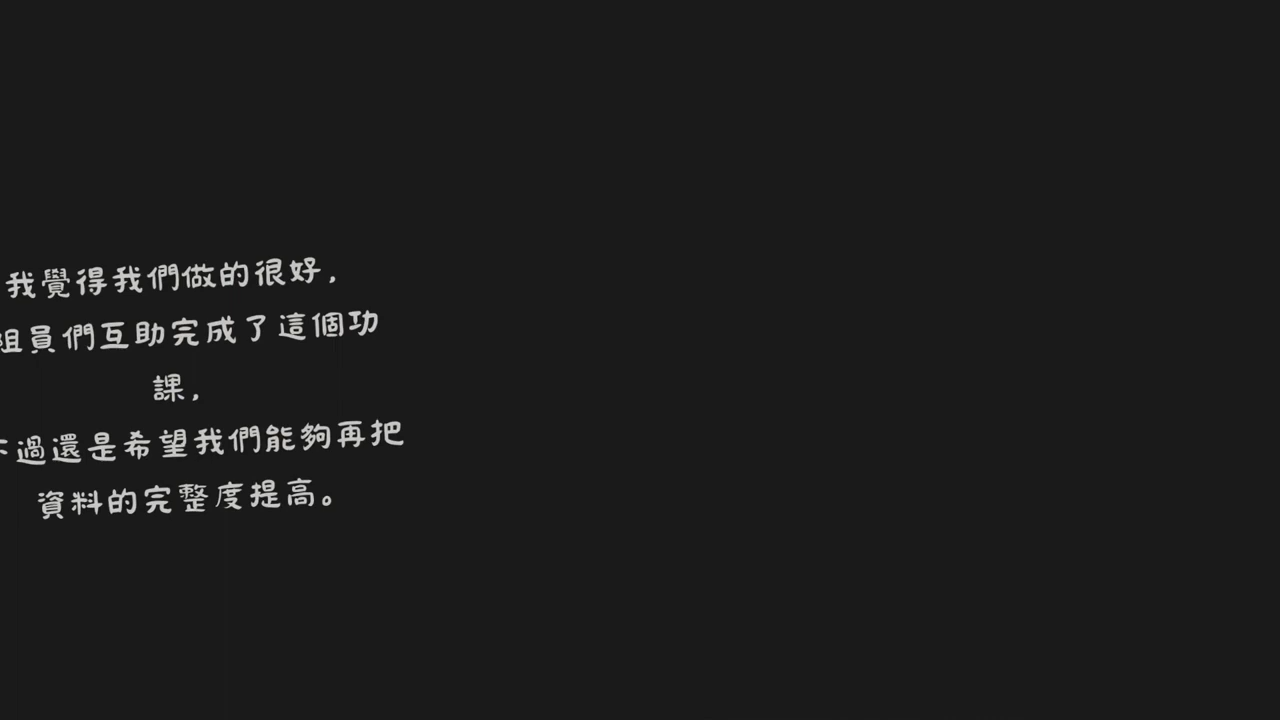 我覺得我們做的很好,
組員們互助完成了這個功
課,
不過還是希望我們能夠再把
資料的完整度提高。